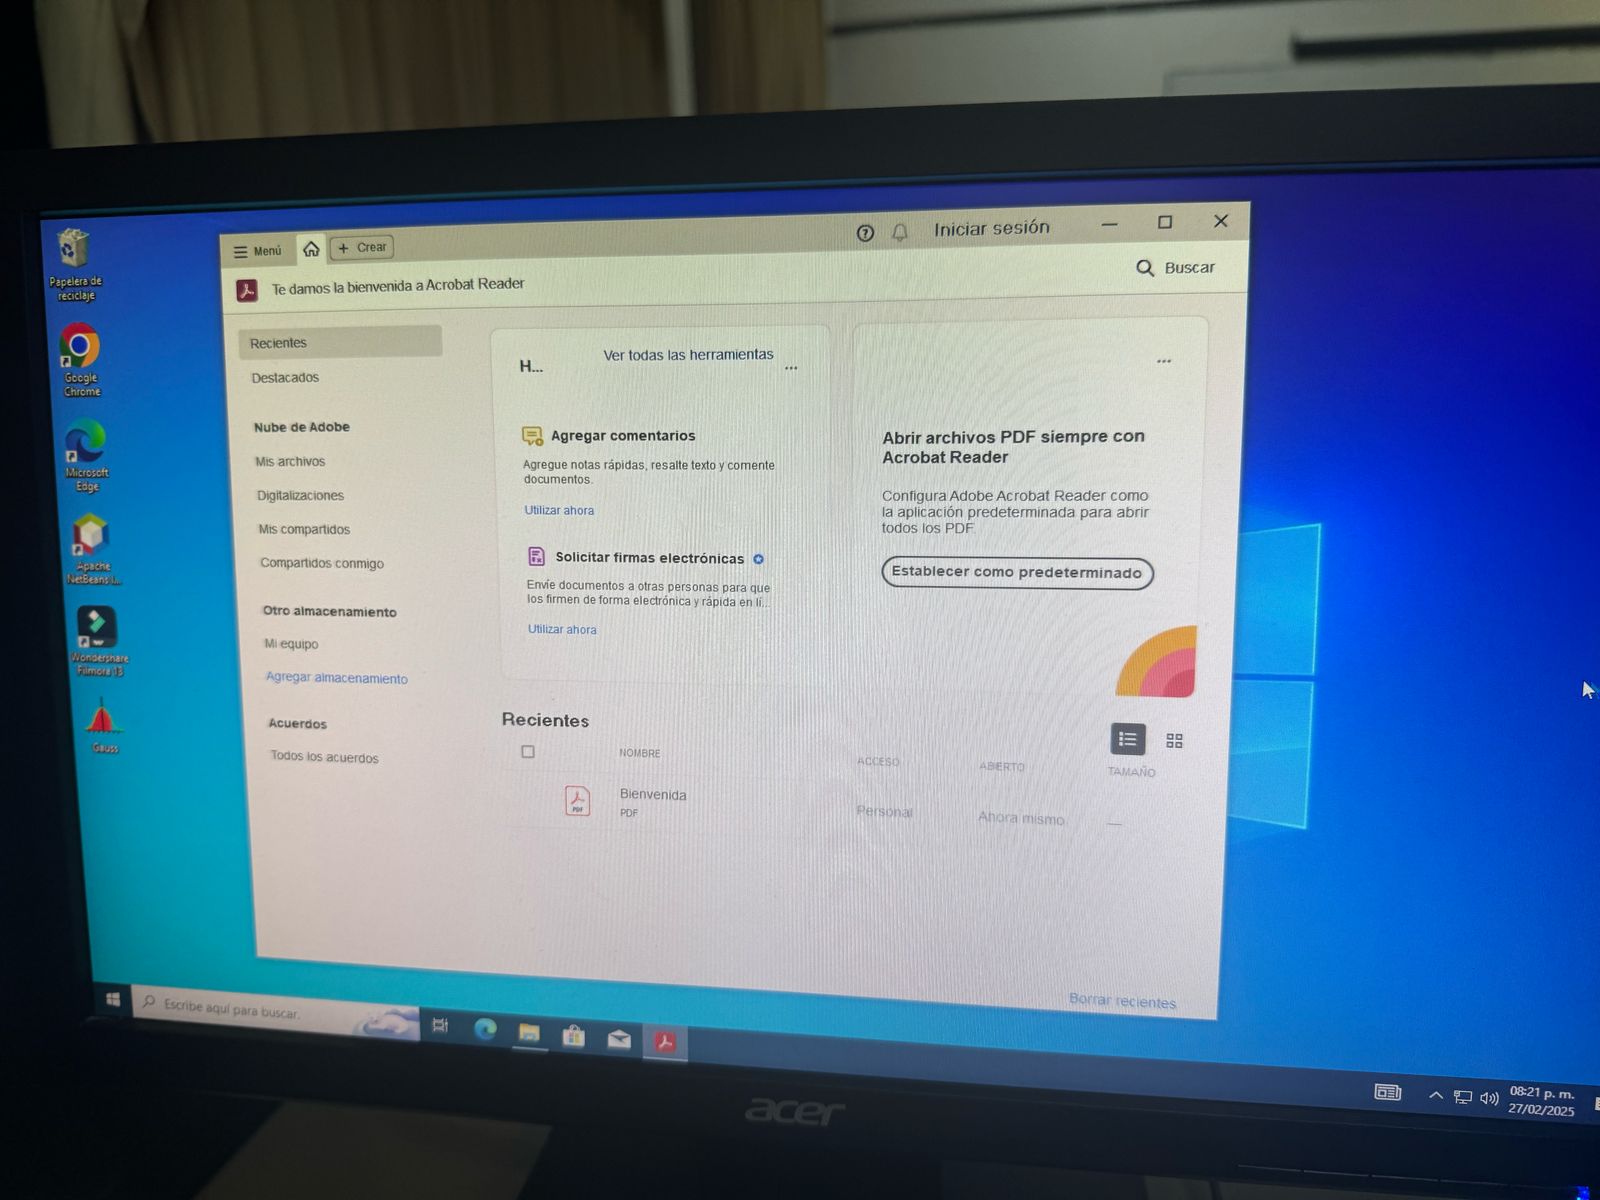 Papelera de
reciclaje
Google
Chrome
Microsoft
Edge
Apache
NetBeans I...
Wondershare
Filmora 13
Gauss
Menú
+ Crear
Iniciar sesión
Te damos la bienvenida a Acrobat Reader
Buscar
Recientes
Destacados
Nube de Adobe
Mis archivos
Digitalizaciones
Mis compartidos
Compartidos conmigo
Otro almacenamiento
Mi equipo
Agregar almacenamiento
Acuerdos
Todos los acuerdos
H...
Ver todas las herramientas
...
Agregar comentarios
Agregue notas rápidas, resalte texto y comente
documentos.
Utilizar ahora
Solicitar firmas electrónicas
Envíe documentos a otras personas para que
los firmen de forma electrónica y rápida en lí...
Utilizar ahora
...
Abrir archivos PDF siempre con
Acrobat Reader
Configura Adobe Acrobat Reader como
la aplicación predeterminada para abrir
todos los PDF.
Establecer como predeterminado
Recientes
NOMBRE
ACCESO
ABIERTO
TAMAÑO
PDF
Bienvenida
PDF
Personal
Ahora mismo
—
Borrar recientes
Escribe aquí para buscar.
08:21 p. m.
27/02/2025
acer